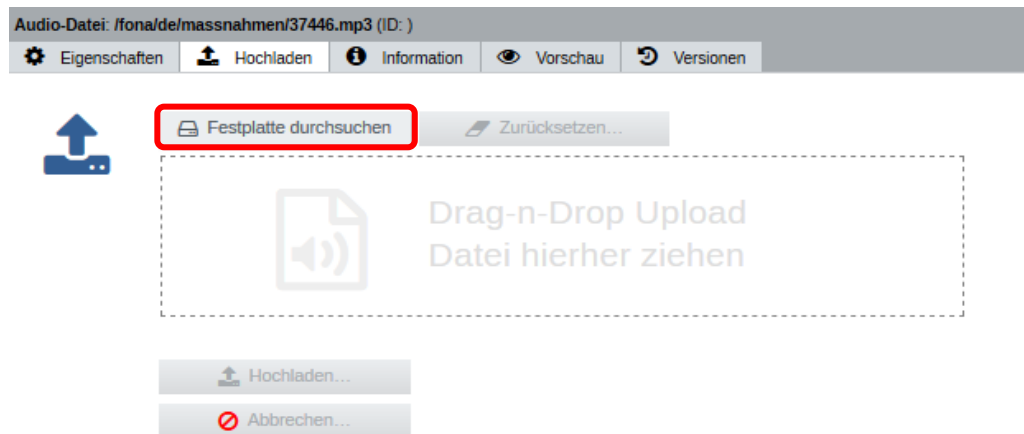 Audio-Datei: /fona/de/massnahmen/37446.mp3 (ID: )
Eigenschaften Hochladen Information Vorschau Versionen
Festplatte durchsuchen Zurücksetzen...
Drag-n-Drop Upload
Datei hierher ziehen
Hochladen...
Abbrechen...